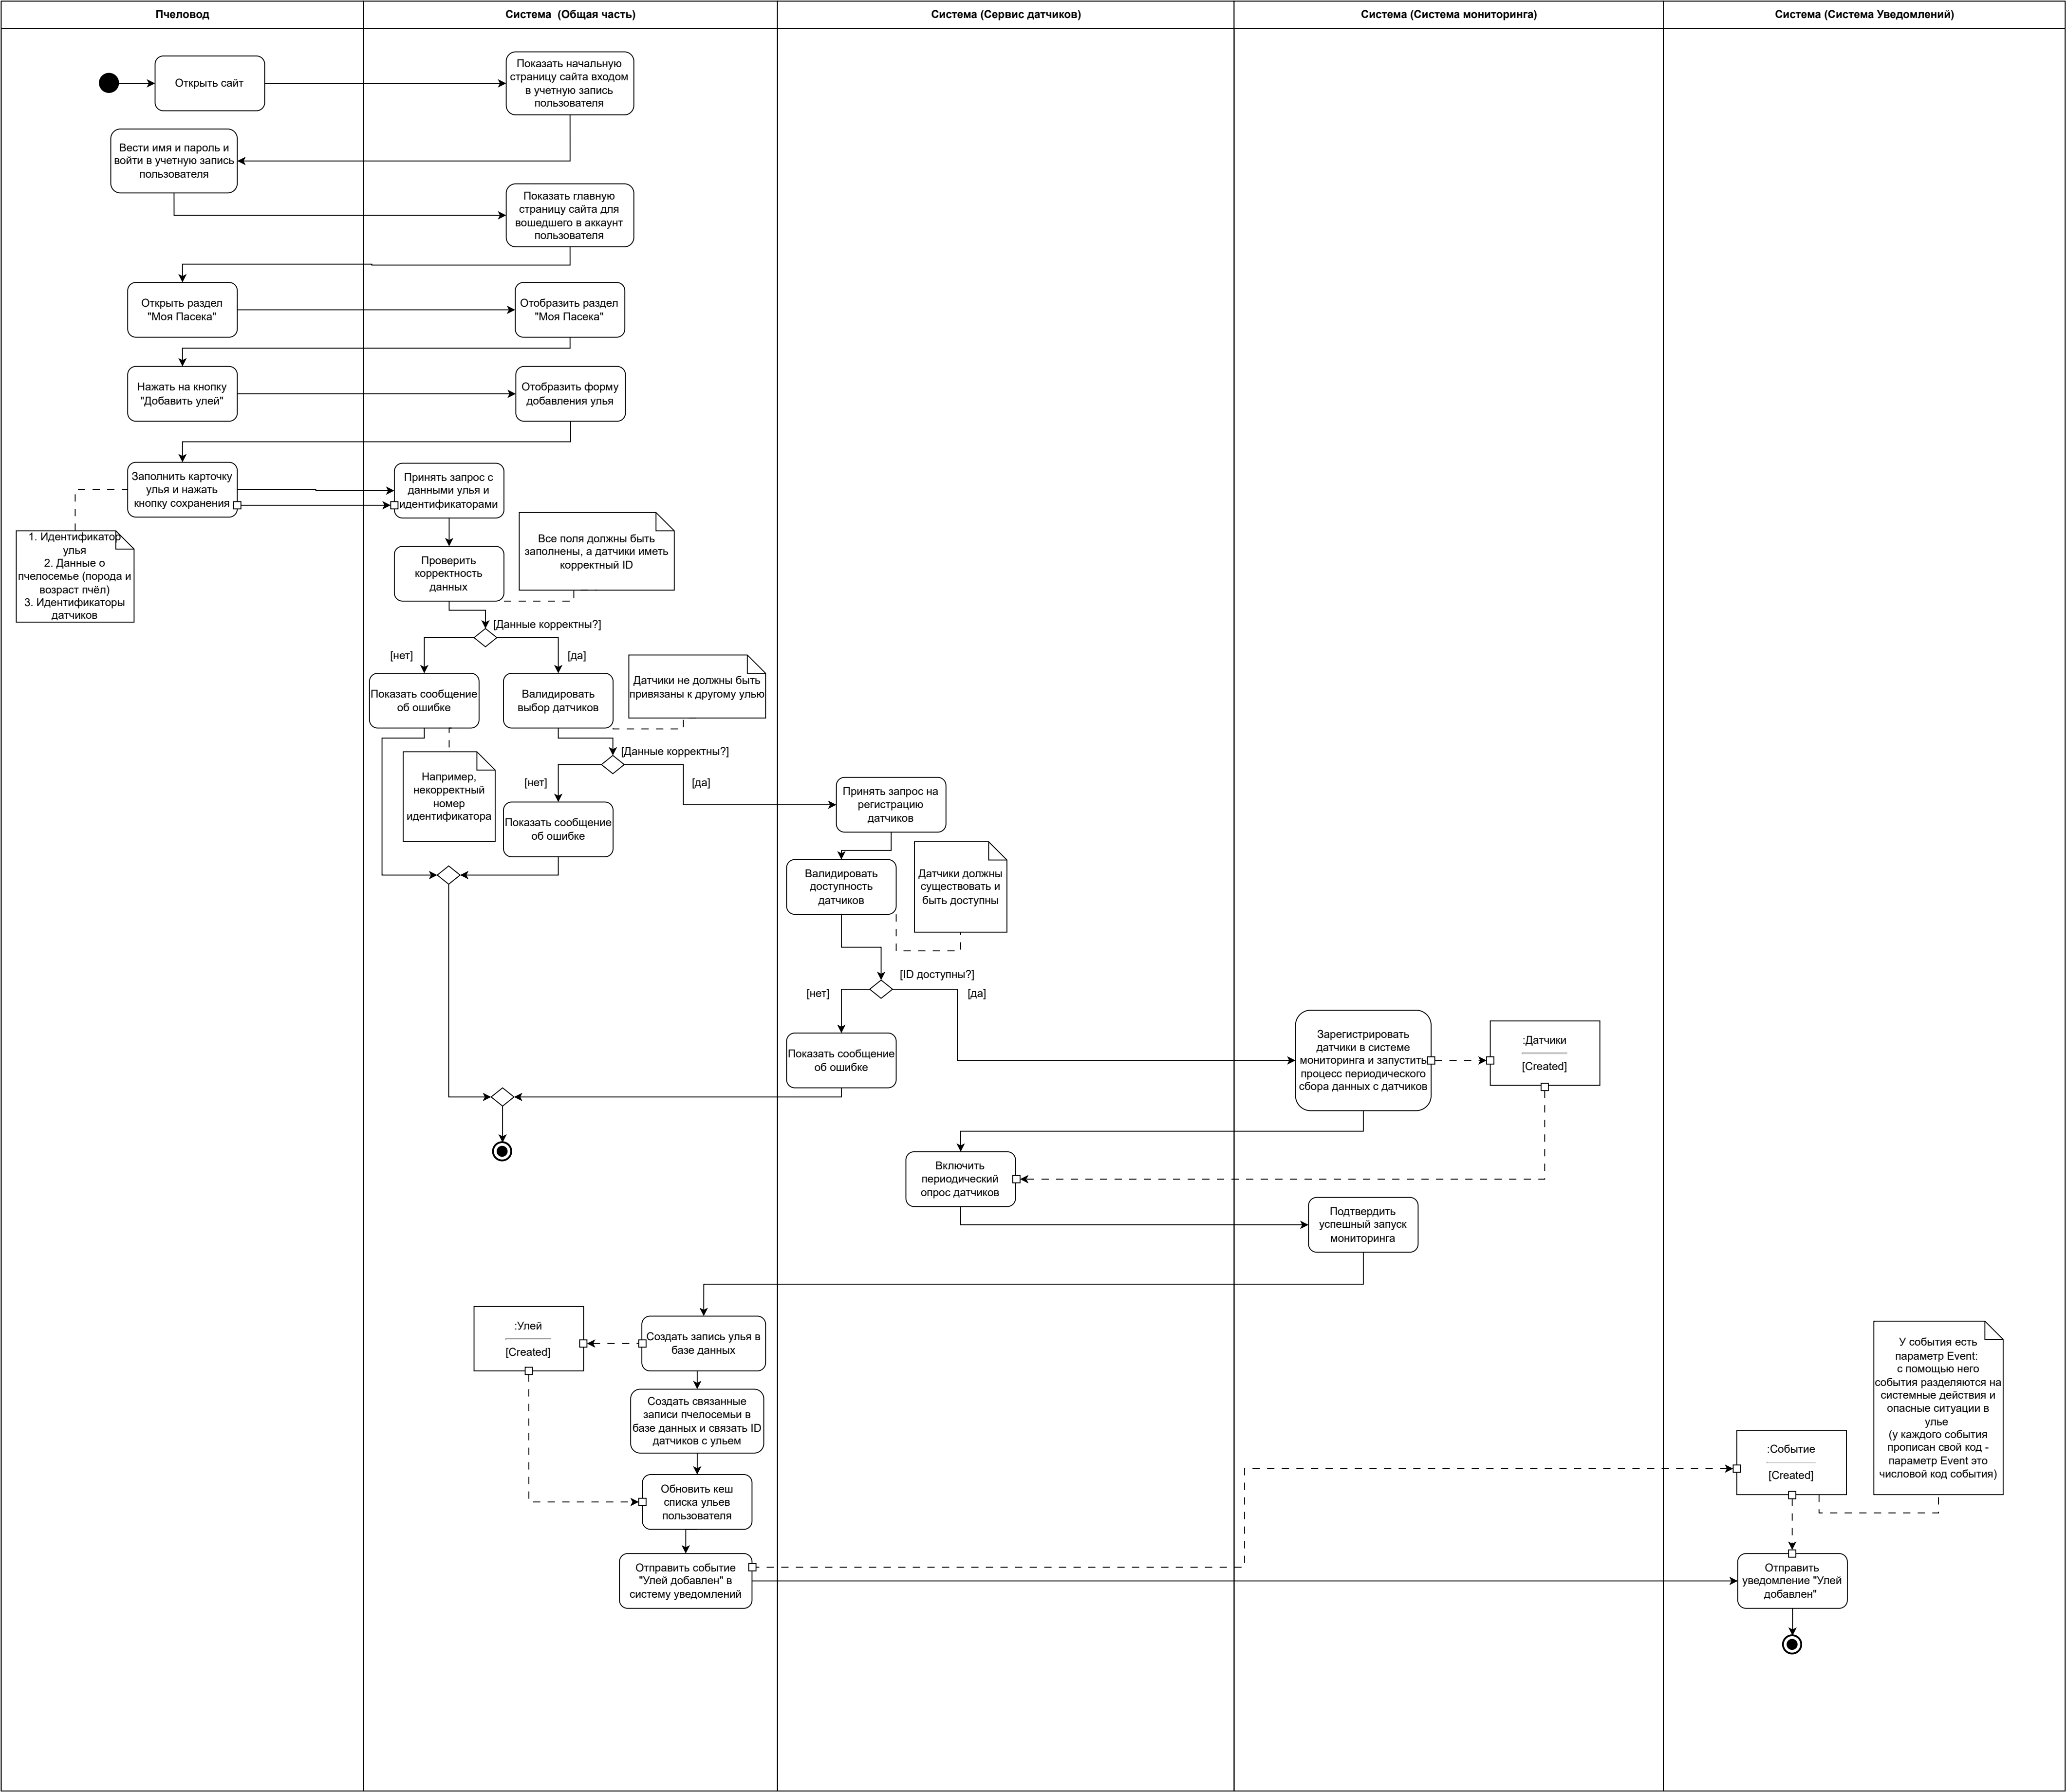 Пчеловод
Система (Общая часть)
Система (Сервис датчиков)
Система (Система мониторинга)
Система (Система Уведомлений)
Открыть сайт
Показать начальную
страницу сайта входом
в учетную запись
пользователя
Вести имя и пароль и
войти в учетную запись
пользователя
Показать главную
страницу сайта для
вошедшего в аккаунт
пользователя
Открыть раздел
"Моя Пасека"
Отобразить раздел
"Моя Пасека"
Нажать на кнопку
"Добавить улей"
Отобразить форму
добавления улья
Заполнить карточку
улья и нажать
кнопку сохранения
Принять запрос с
данными улья и
идентификаторами
1. Идентификатор
улья
2. Данные о
пчелосемье (порода и
возраст пчёл)
3. Идентификаторы
датчиков
Все поля должны быть
заполнены, а датчики иметь
корректный ID
Проверить
корректность
данных
[Данные корректны?]
[нет]
[да]
Показать сообщение
об ошибке
Валидировать
выбор датчиков
Датчики не должны быть
привязаны к другому улью
[Данные корректны?]
[нет]
[да]
Например,
некорректный
номер
идентификатора
Показать сообщение
об ошибке
Принять запрос на
регистрацию
датчиков
Валидировать
доступность
датчиков
Датчики должны
существовать и
быть доступны
[ID доступны?]
[нет]
[да]
Показать сообщение
об ошибке
Зарегистрировать
датчики в системе
мониторинга и запустить
процесс периодического
сбора данных с датчиков
:Датчики
[Created]
Включить
периодический
опрос датчиков
Подтвердить
успешный запуск
мониторинга
:Улей
[Created]
Создать запись улья в
базе данных
Создать связанные
записи пчелосемьи в
базе данных и связать ID
датчиков с ульем
Обновить кеш
списка ульев
пользователя
Отправить событие
"Улей добавлен" в
систему уведомлений
У события есть
параметр Event:
с помощью него
события разделяются на
системные действия и
опасные ситуации в
улье
(у каждого события
прописан свой код -
параметр Event это
числовой код события)
:Событие
[Created]
Отправить
уведомление "Улей
добавлен"